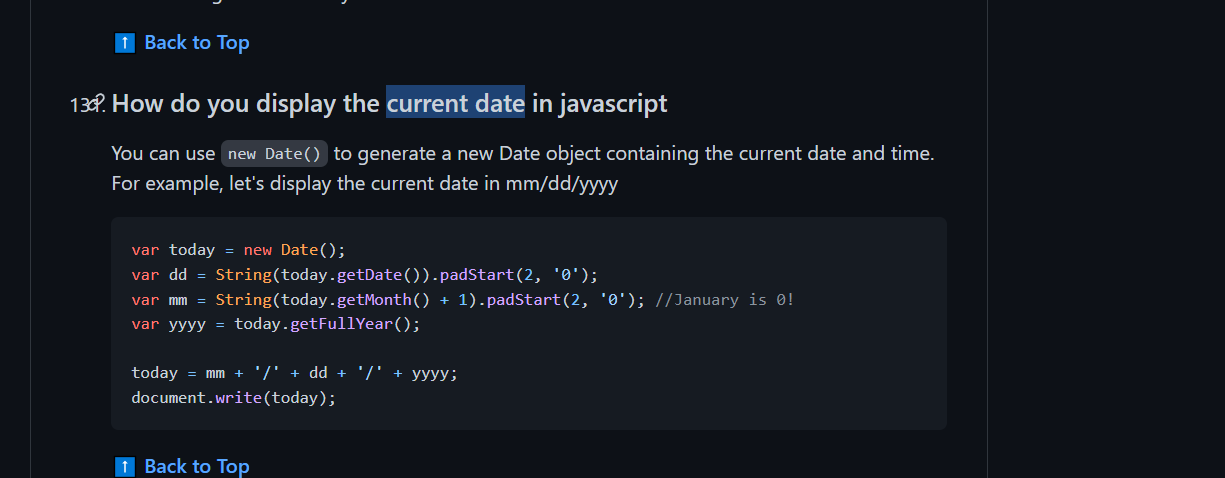 Back to Top
131. How do you display the current date in javascript
You can use new Date() to generate a new Date object containing the current date and time.
For example, let's display the current date in mm/dd/yyyy
var today = new Date();
var dd = String(today.getDate()).padStart(2, '0');
var mm = String(today.getMonth() + 1).padStart(2, '0'); //January is 0!
var yyyy = today.getFullYear();
today = mm + '/' + dd + '/' + yyyy;
document.write(today);
Back to Top